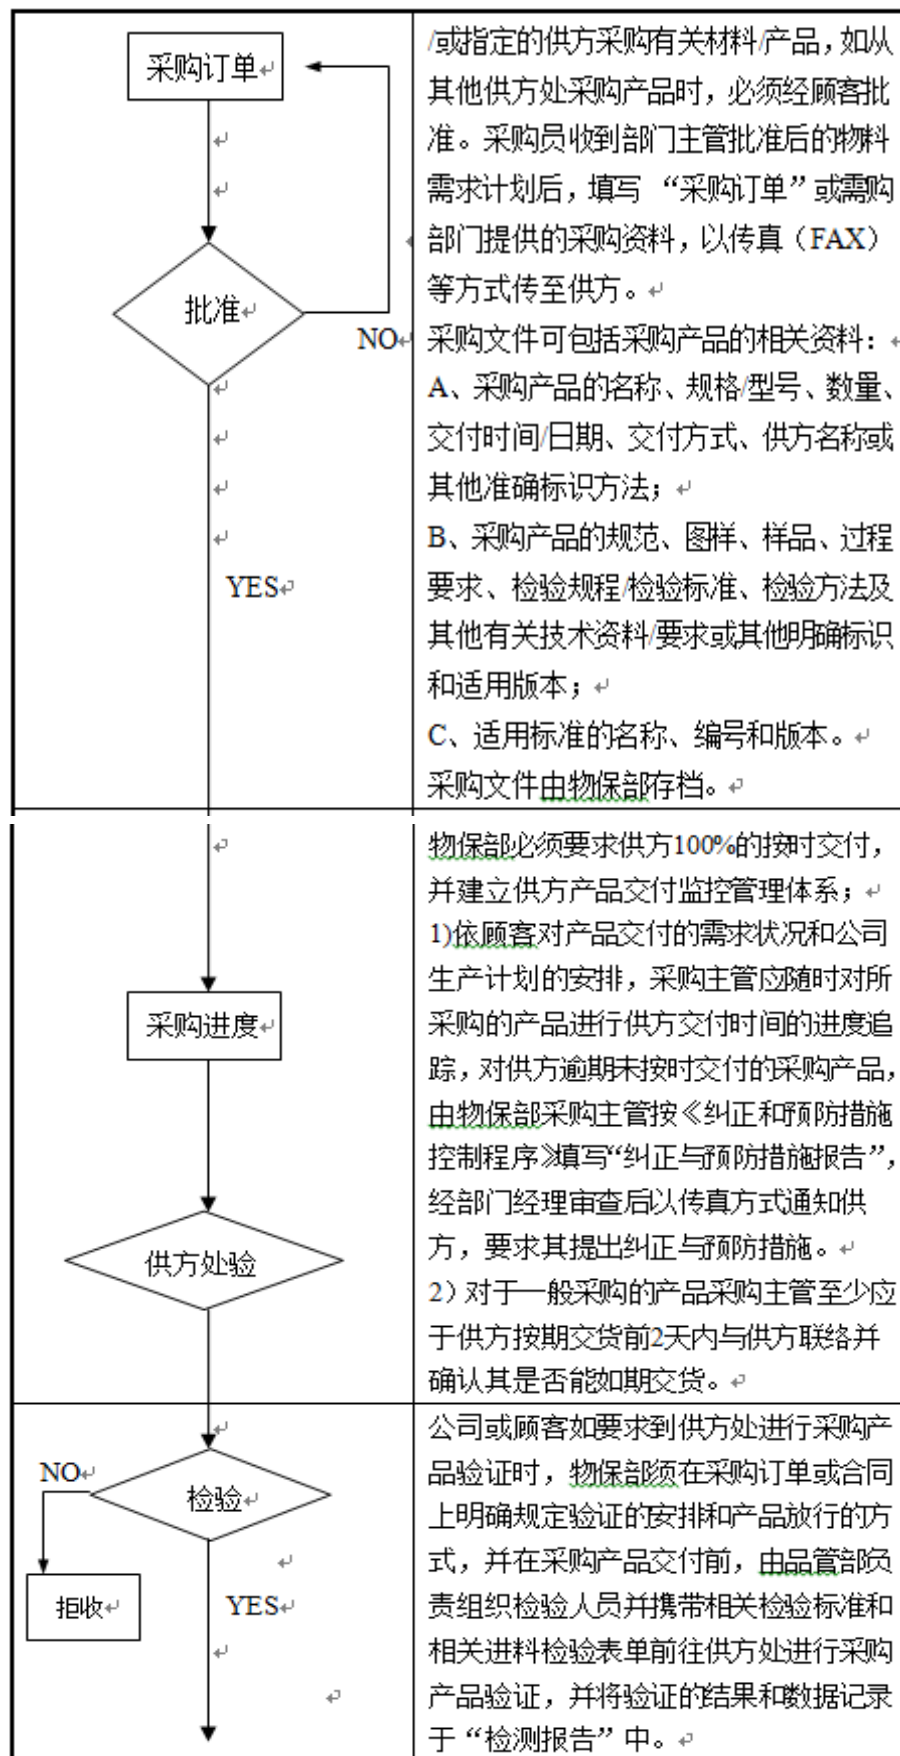 采购订单
批准
NO
YES
/或指定的供方采购有关材料/产品，如从
其他供方处采购产品时，必须经顾客批
准。采购员收到部门主管批准后的物料
需求计划后，填写 “采购订单”或需购
部门提供的采购资料，以传真（FAX）
等方式传至供方。
采购文件可包括采购产品的相关资料：
A、采购产品的名称、规格/型号、数量、
交付时间/日期、交付方式、供方名称或
其他准确标识方法；
B、采购产品的规范、图样、样品、过程
要求、检验规程/检验标准、检验方法及
其他有关技术资料/要求或其他明确标识
和适用版本；
C、适用标准的名称、编号和版本。
采购文件由物保部存档。
采购进度
供方处验
物保部必须要求供方100%的按时交付，
并建立供方产品交付监控管理体系；
1)依顾客对产品交付的需求状况和公司
生产计划的安排，采购主管应随时对所
采购的产品进行供方交付时间的进度追
踪，对供方逾期未按时交付的采购产品，
由物保部采购主管按《纠正和预防措施
控制程序》填写“纠正与预防措施报告”，
经部门经理审查后以传真方式通知供
方，要求其提出纠正与预防措施。
2）对于一般采购的产品采购主管至少应
于供方按期交货前2天内与供方联络并
确认其是否能如期交货。
NO
检验
拒收
YES
公司或顾客如要求到供方处进行采购产
品验证时，物保部须在采购订单或合同
上明确规定验证的安排和产品放行的方
式，并在采购产品交付前，由品管部负
责组织检验人员并携带相关检验标准和
相关进料检验表单前往供方处进行采购
产品验证，并将验证的结果和数据记录
于“检测报告”中。